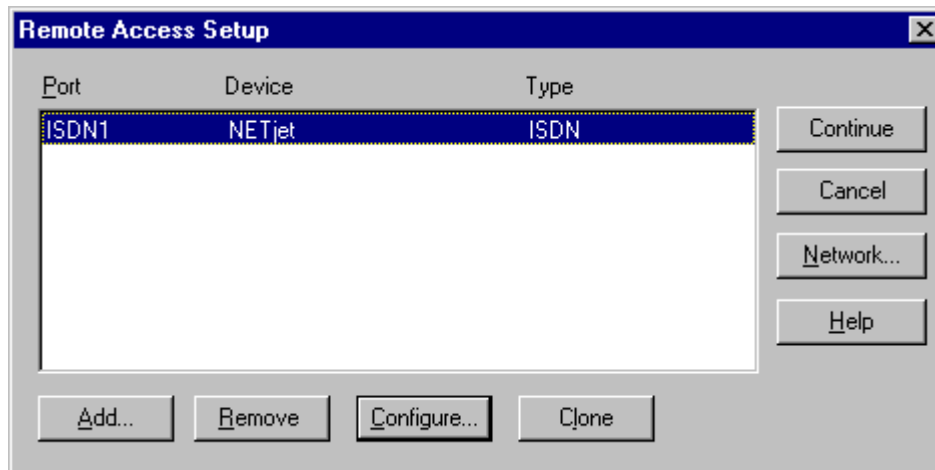 Remote Access Setup
Port Device Type
ISDN1 NETjet ISDN
Continue
Cancel
Network...
Help
Add... Remove Configure... Clone